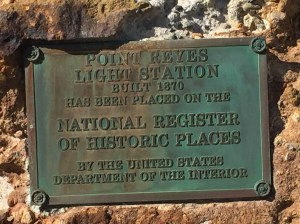 POINT REYES
LIGHT STATION
BUILT 1870
HAS BEEN PLACED ON THE
NATIONAL REGISTER
OF HISTORIC PLACES
BY THE UNITED STATES
DEPARTMENT OF THE INTERIOR